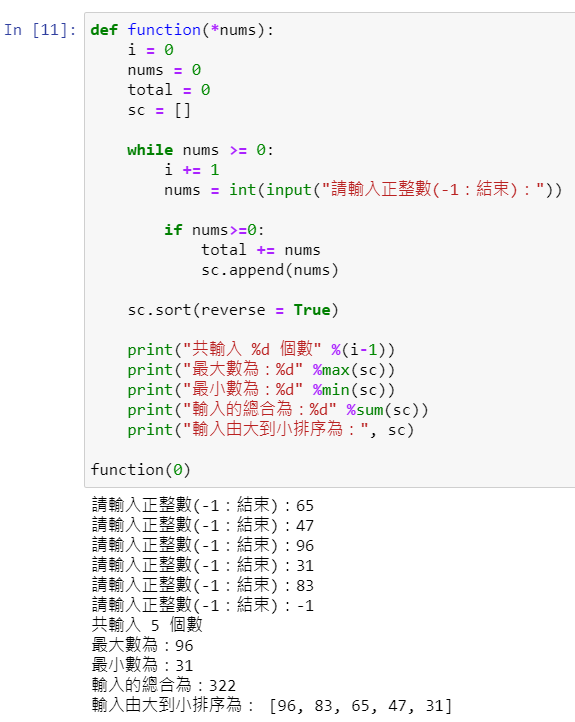 In [11]: def function(*nums):
    i = 0
    nums = 0
    total = 0
    sc = []
    while nums >= 0:
        i += 1
        nums = int(input("請輸入正整數(-1：結束)："))
        if nums>=0:
            total += nums
            sc.append(nums)
    sc.sort(reverse = True)
    print("共輸入 %d 個數" %(i-1))
    print("最大數為：%d" %max(sc))
    print("最小數為：%d" %min(sc))
    print("輸入的總合為：%d" %sum(sc))
    print("輸入由大到小排序為：", sc)
function(0)
請輸入正整數(-1：結束)：65
請輸入正整數(-1：結束)：47
請輸入正整數(-1：結束)：96
請輸入正整數(-1：結束)：31
請輸入正整數(-1：結束)：83
請輸入正整數(-1：結束)：-1
共輸入 5 個數
最大數為：96
最小數為：31
輸入的總合為：322
輸入由大到小排序為： [96, 83, 65, 47, 31]